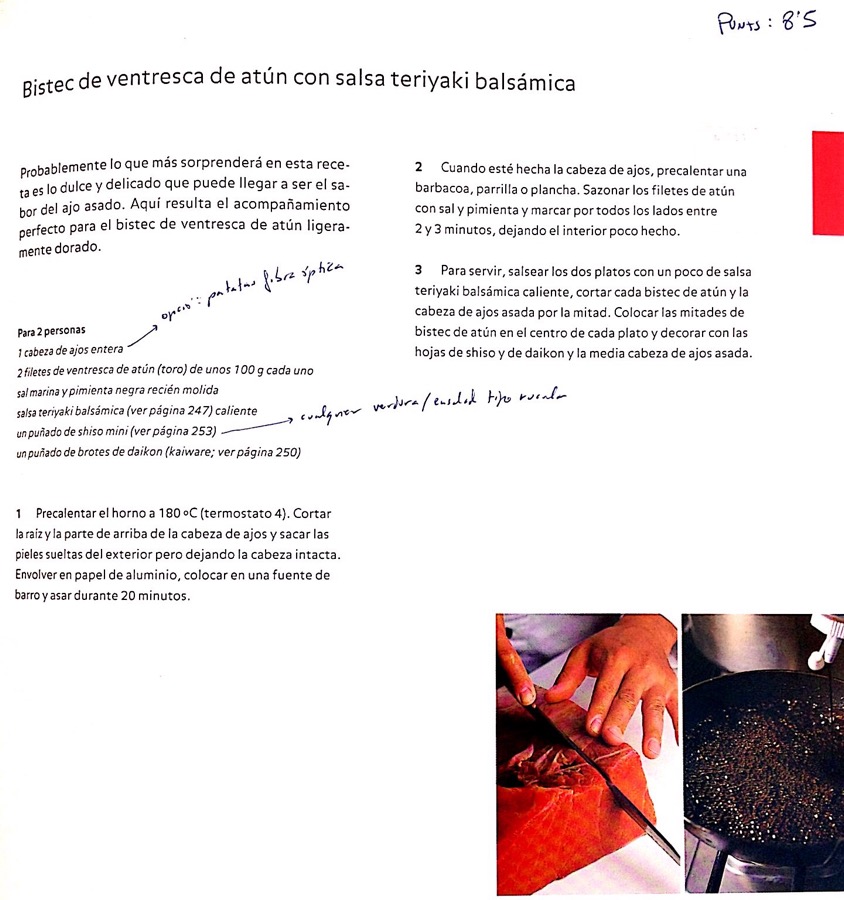 Punts: 8'5
Bistec de ventresca de atún con salsa teriyaki balsámica
Probablemente lo que más sorprenderá en esta rece-
ta es lo dulce y delicado que puede llegar a ser el sa-
bor del ajo asado. Aquí resulta el acompañamiento
perfecto para el bistec de ventresca de atún ligera-
mente dorado.
opció: patatas fibra óptica
Para 2 personas
1 cabeza de ajos entera
2 filetes de ventresca de atún (toro) de unos 100 g cada uno
sal marina y pimienta negra recién molida
salsa teriyaki balsámica (ver página 247) caliente
un puñado de shiso mini (ver página 253)
cualquier verdura/ensalad tipo rucula
un puñado de brotes de daikon (kaiware; ver página 250)
1 Precalentar el horno a 180 ºC (termostato 4). Cortar
la raíz y la parte de arriba de la cabeza de ajos y sacar las
pieles sueltas del exterior pero dejando la cabeza intacta.
Envolver en papel de aluminio, colocar en una fuente de
barro y asar durante 20 minutos.
2 Cuando esté hecha la cabeza de ajos, precalentar una
barbacoa, parrilla o plancha. Sazonar los filetes de atún
con sal y pimienta y marcar por todos los lados entre
2 y 3 minutos, dejando el interior poco hecho.
3 Para servir, salsear los dos platos con un poco de salsa
teriyaki balsámica caliente, cortar cada bistec de atún y la
cabeza de ajos asada por la mitad. Colocar las mitades de
bistec de atún en el centro de cada plato y decorar con las
hojas de shiso y de daikon y la media cabeza de ajos asada.